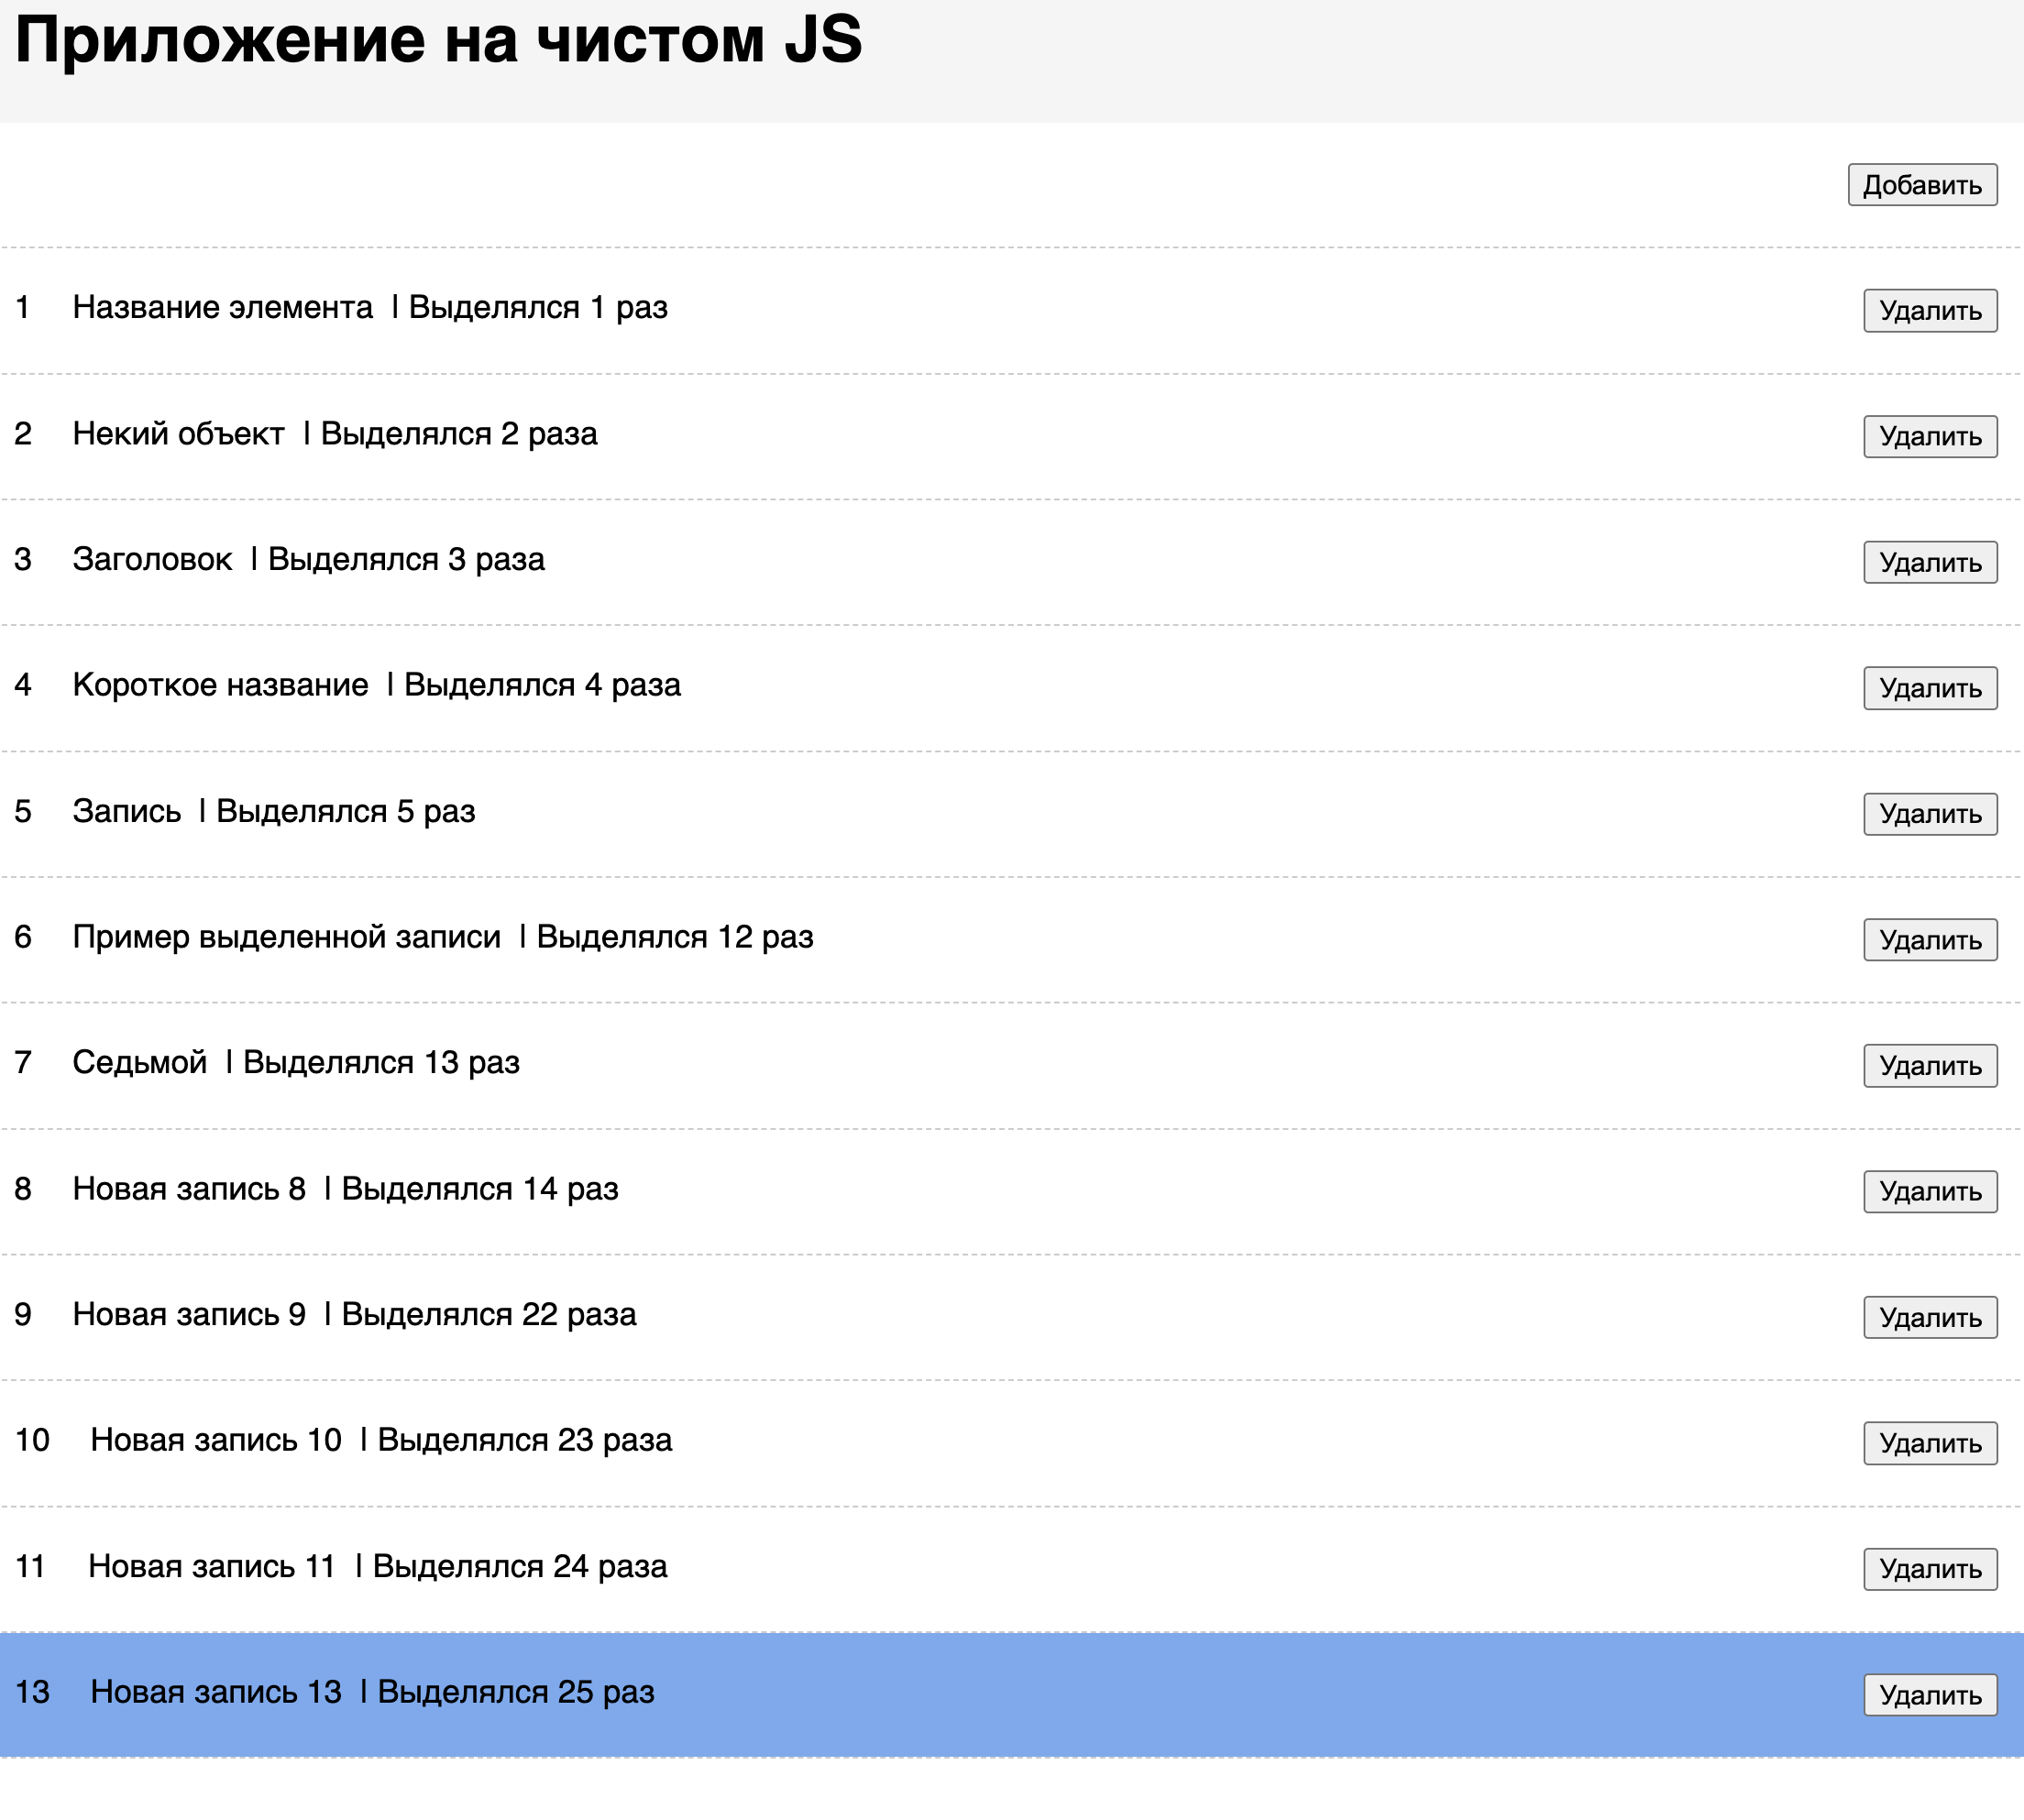 Приложение на чистом JS
Добавить
1 Название элемента | Выделялся 1 раз Удалить
2 Некий объект | Выделялся 2 раза Удалить
3 Заголовок | Выделялся 3 раза Удалить
4 Короткое название | Выделялся 4 раза Удалить
5 Запись | Выделялся 5 раз Удалить
6 Пример выделенной записи | Выделялся 12 раз Удалить
7 Седьмой | Выделялся 13 раз Удалить
8 Новая запись 8 | Выделялся 14 раз Удалить
9 Новая запись 9 | Выделялся 22 раза Удалить
10 Новая запись 10 | Выделялся 23 раза Удалить
11 Новая запись 11 | Выделялся 24 раза Удалить
13 Новая запись 13 | Выделялся 25 раз Удалить